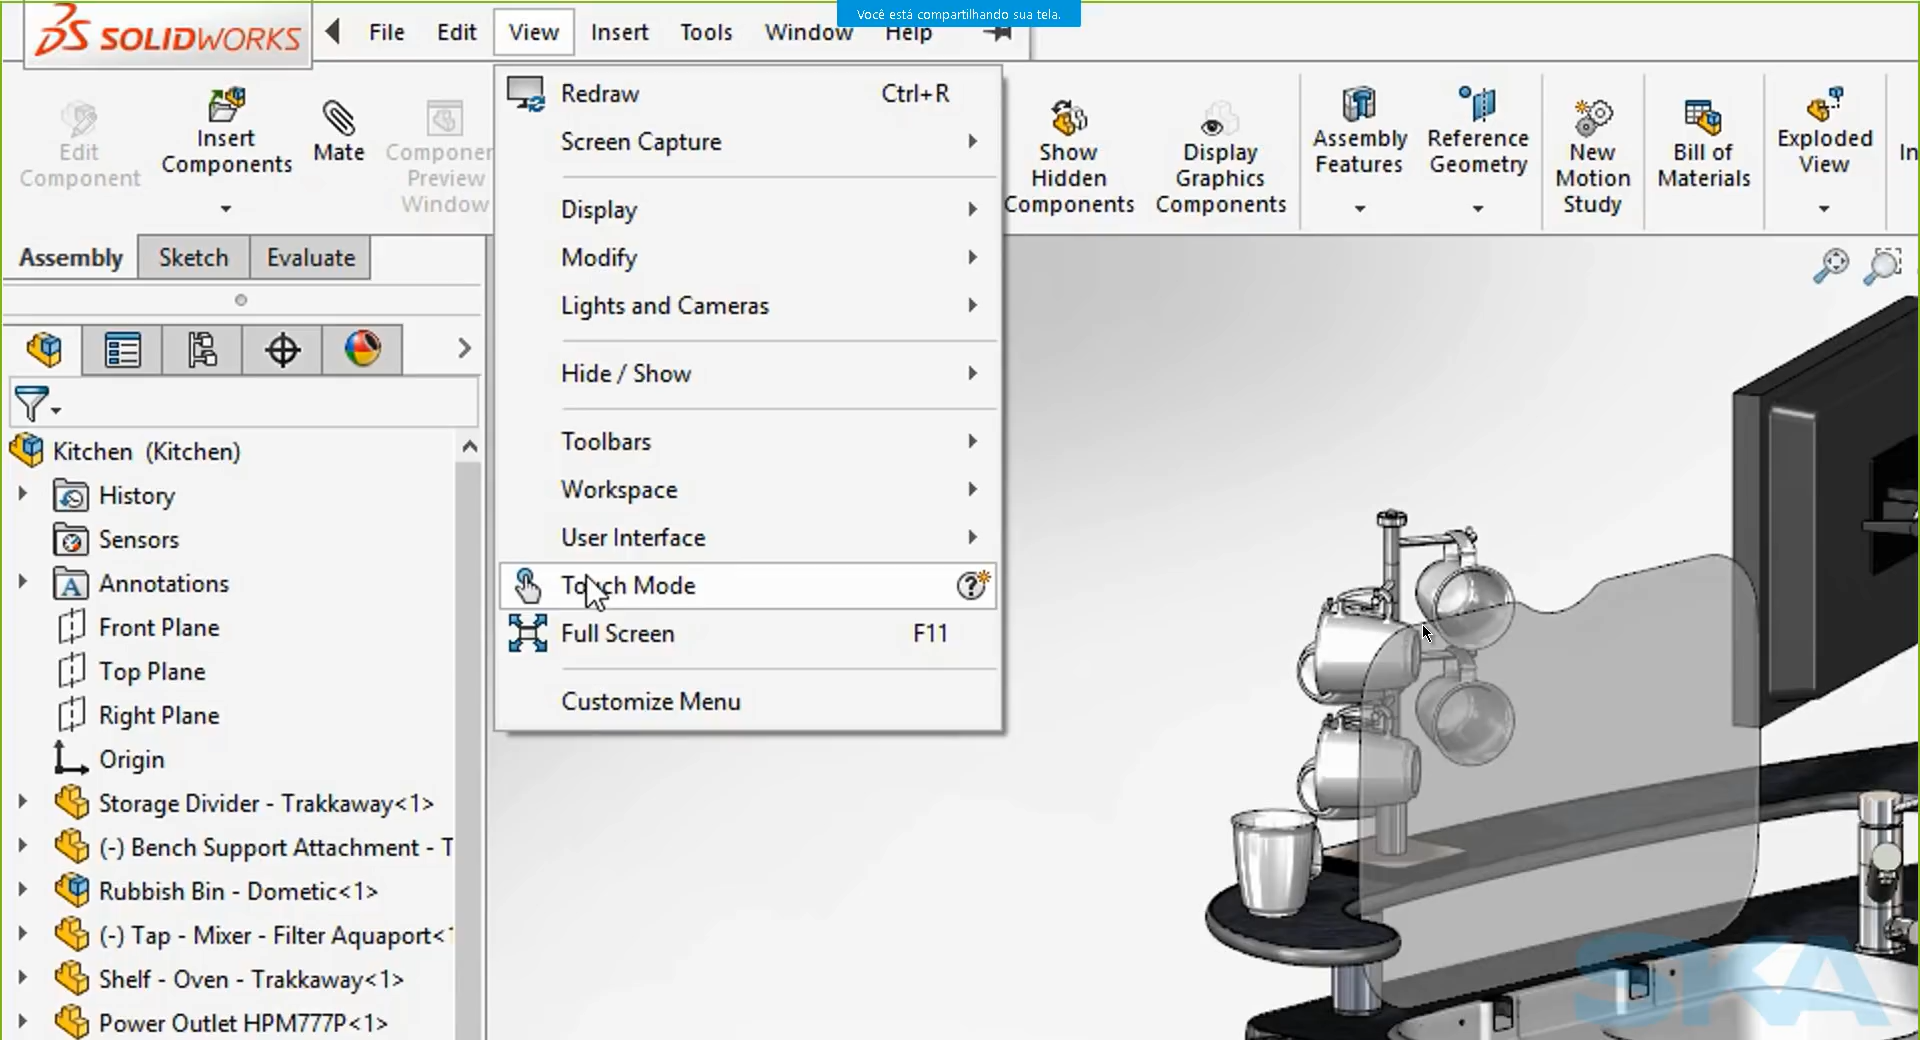 Você está compartilhando sua tela.
SOLIDWORKS
File Edit View Insert Tools Window Help
Edit Component
Insert Components
Mate
Componen Preview Window
Show Hidden Components
Display Graphics Components
Assembly Features
Reference Geometry
New Motion Study
Bill of Materials
Exploded View
In
Redraw Ctrl+R
Screen Capture
Display
Modify
Lights and Cameras
Hide / Show
Toolbars
Workspace
User Interface
Touch Mode
Full Screen F11
Customize Menu
Assembly Sketch Evaluate
Kitchen (Kitchen)
History
Sensors
Annotations
Front Plane
Top Plane
Right Plane
Origin
Storage Divider - Trakkaway<1>
(-) Bench Support Attachment - T
Rubbish Bin - Dometic<1>
(-) Tap - Mixer - Filter Aquaport<1
Shelf - Oven - Trakkaway<1>
Power Outlet HPM777P<1>
SKA